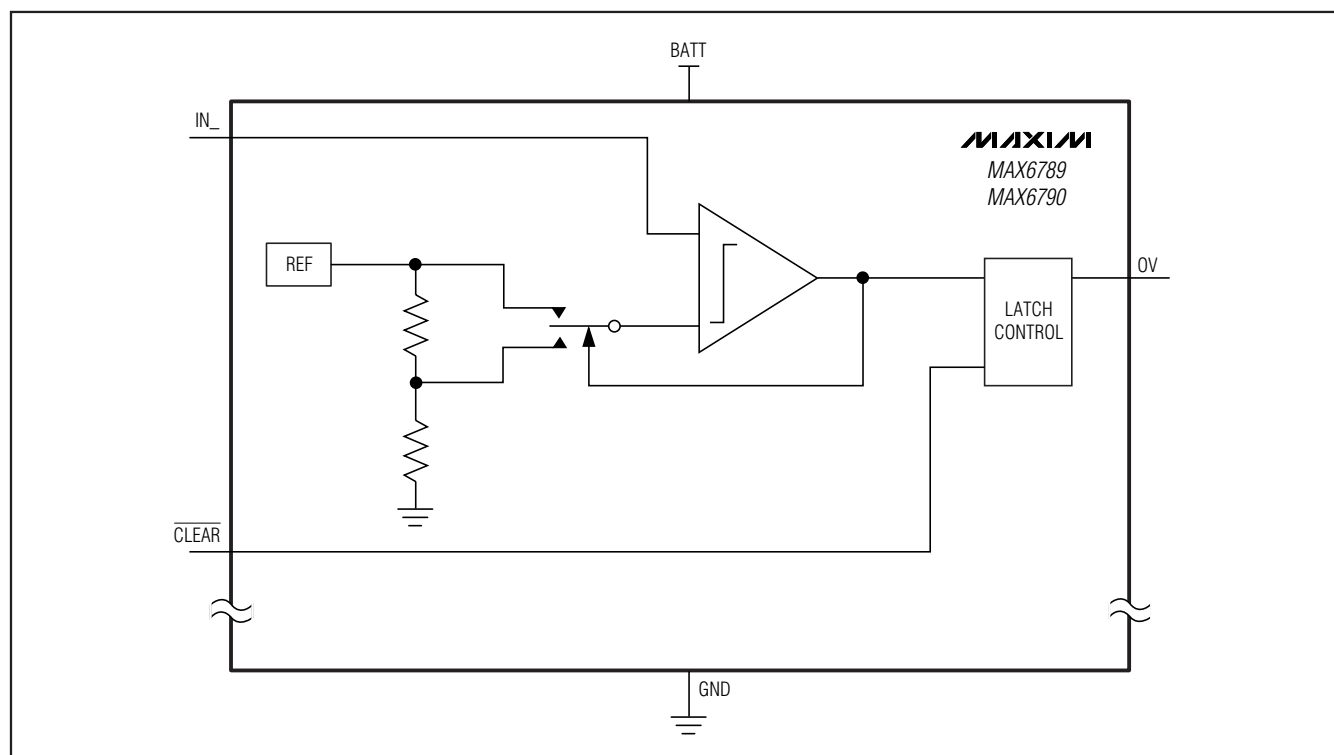 BATT
IN_
MAXIM
MAX6789
MAX6790
REF
OV
LATCH
CONTROL
CLEAR
GND